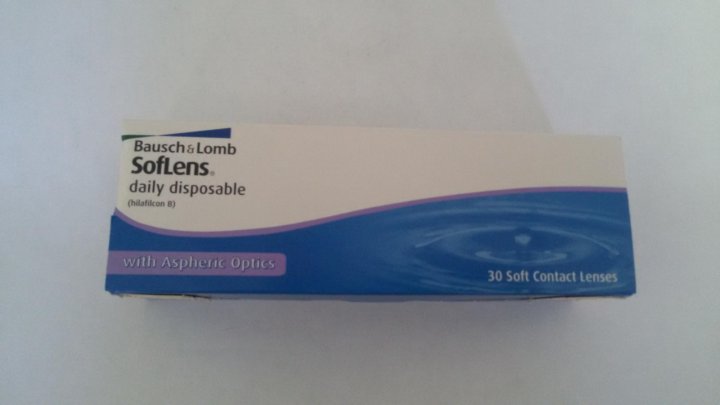 Bausch & Lomb
SofLens®
daily disposable
(hilafilcon B)
with Aspheric Optics
30 Soft Contact Lenses